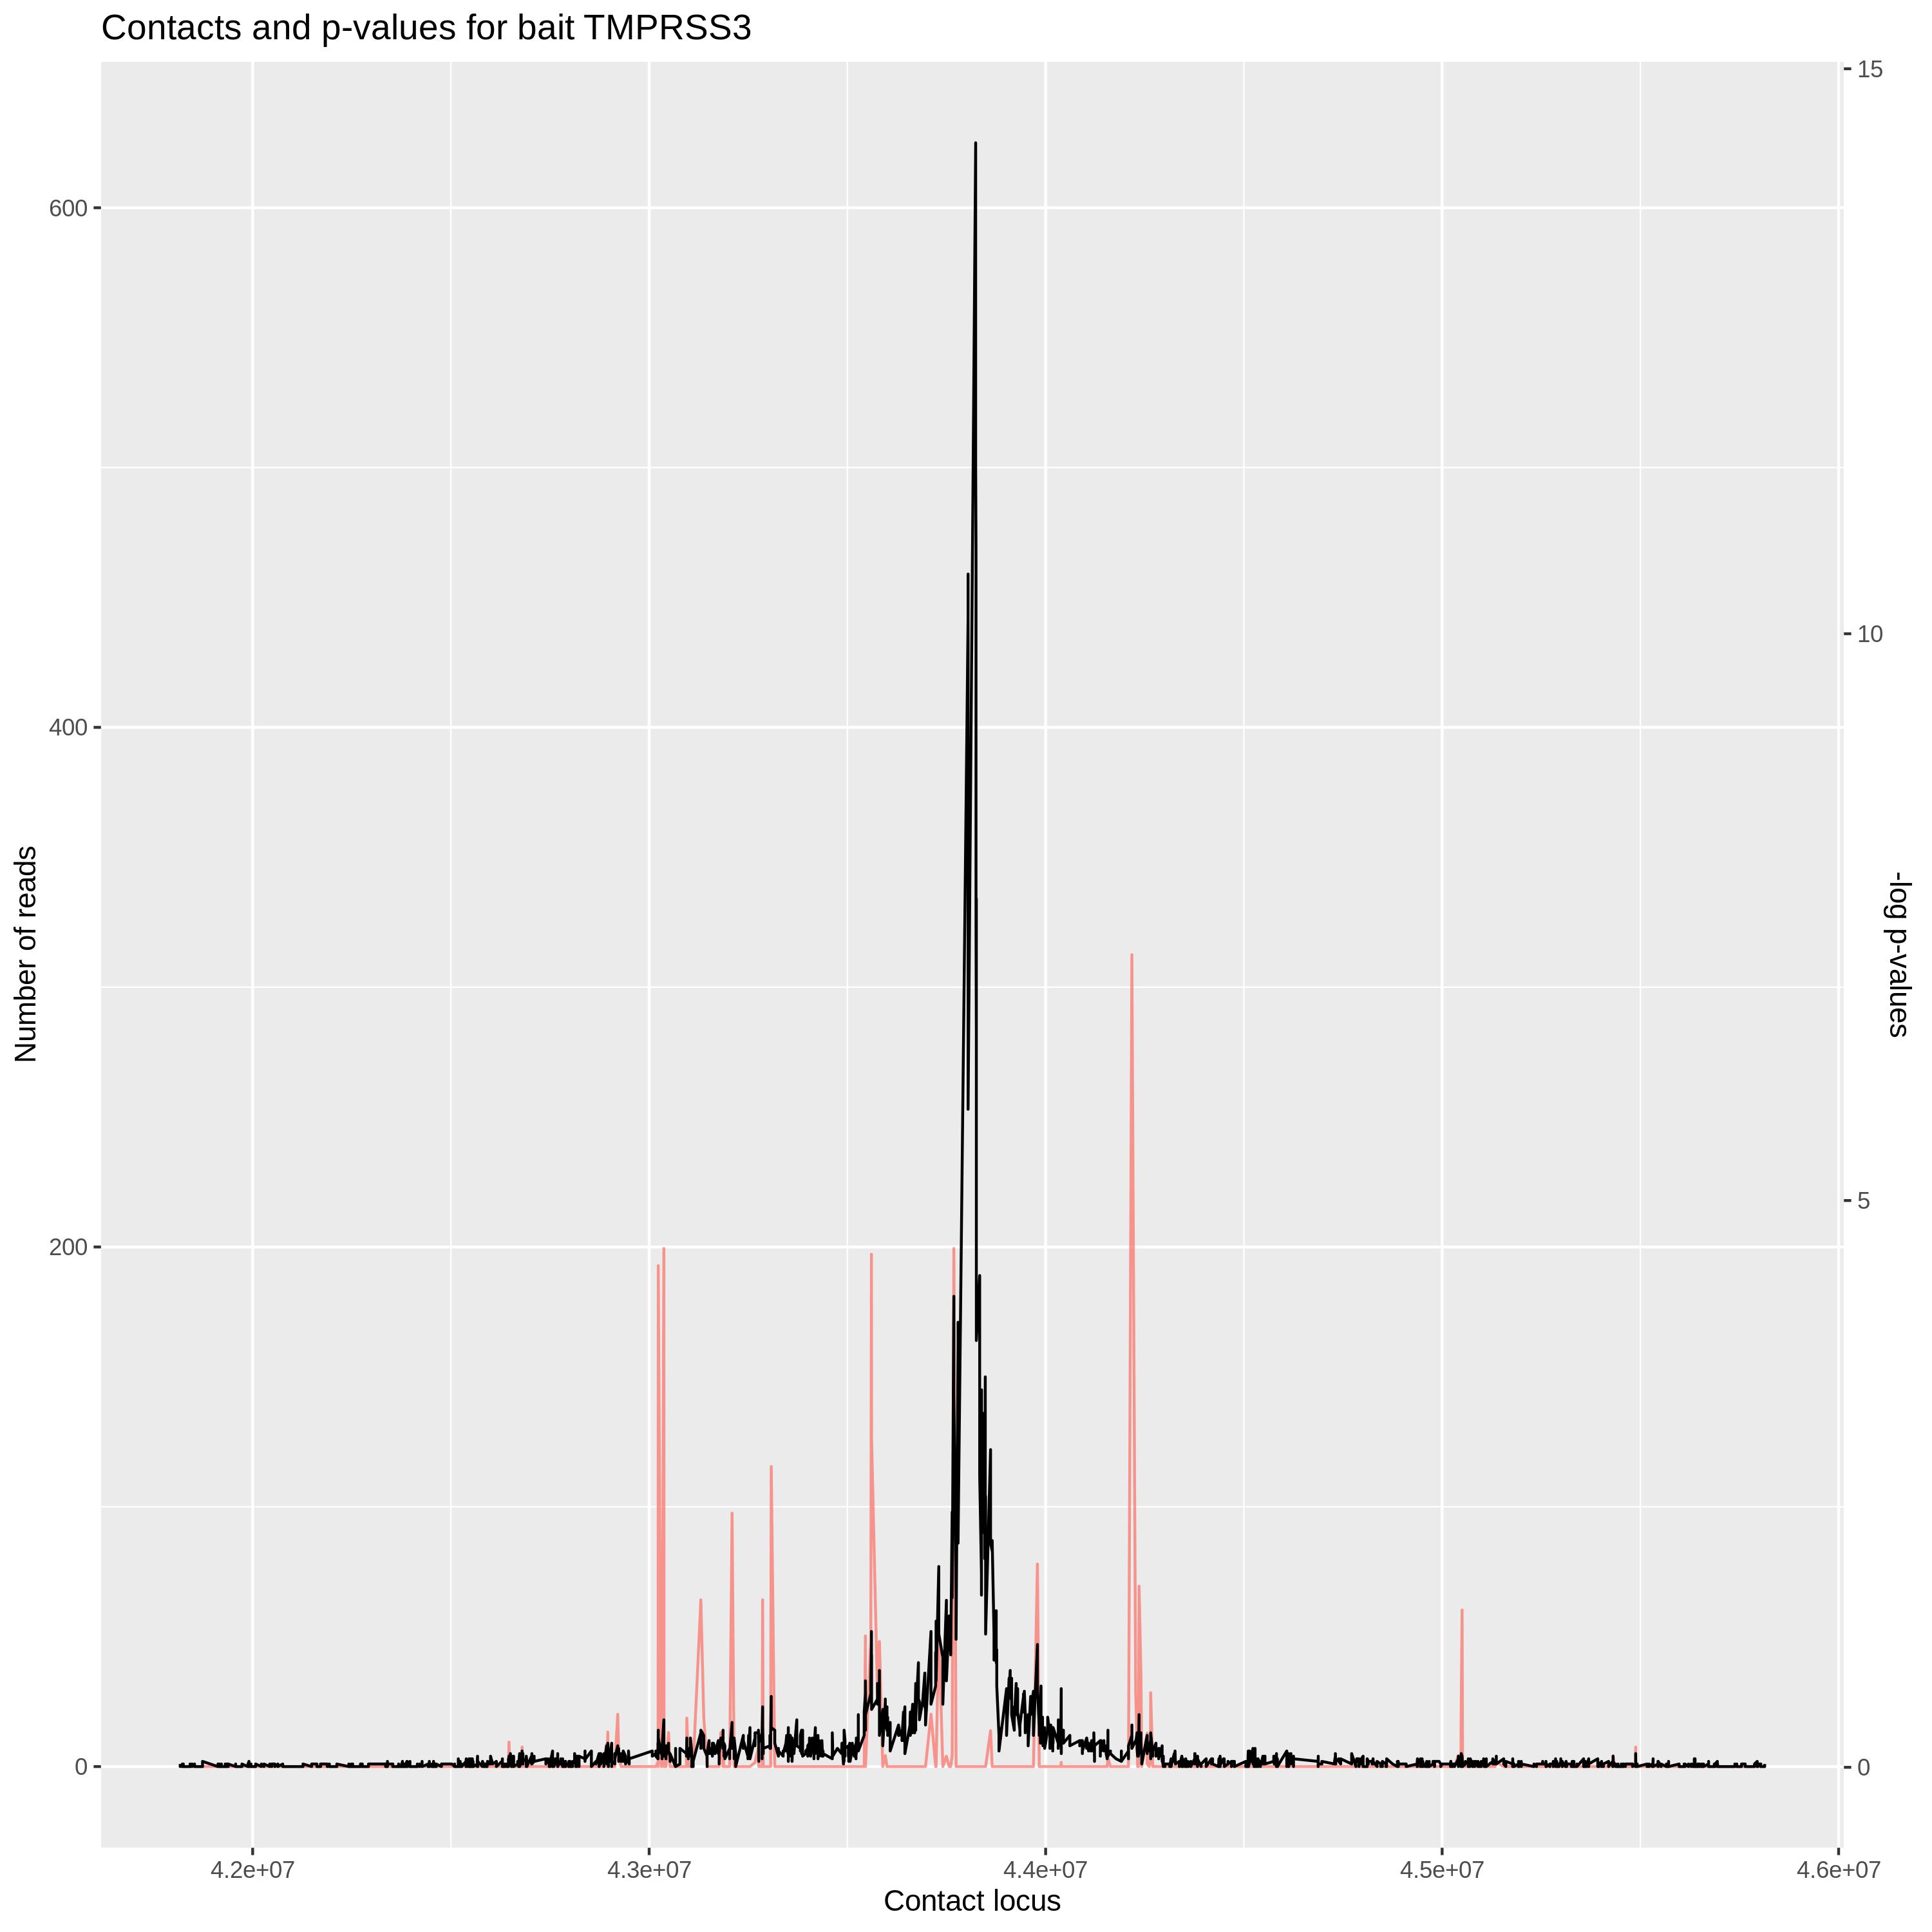 Contacts and p-values for bait TMPRSS3
15
600
10
400
Number of reads
-log p-values
5
200
0
0
4.2e+07
4.3e+07
4.4e+07
4.5e+07
4.6e+07
Contact locus